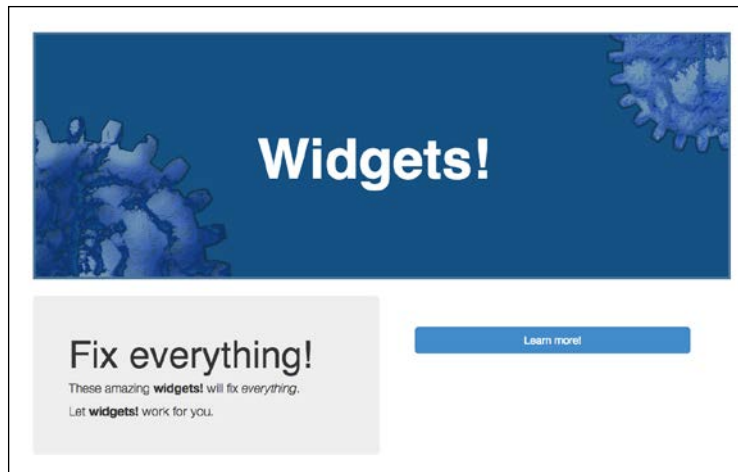 Widgets!
Fix everything!
These amazing widgets! will fix everything.
Let widgets! work for you.
Learn more!